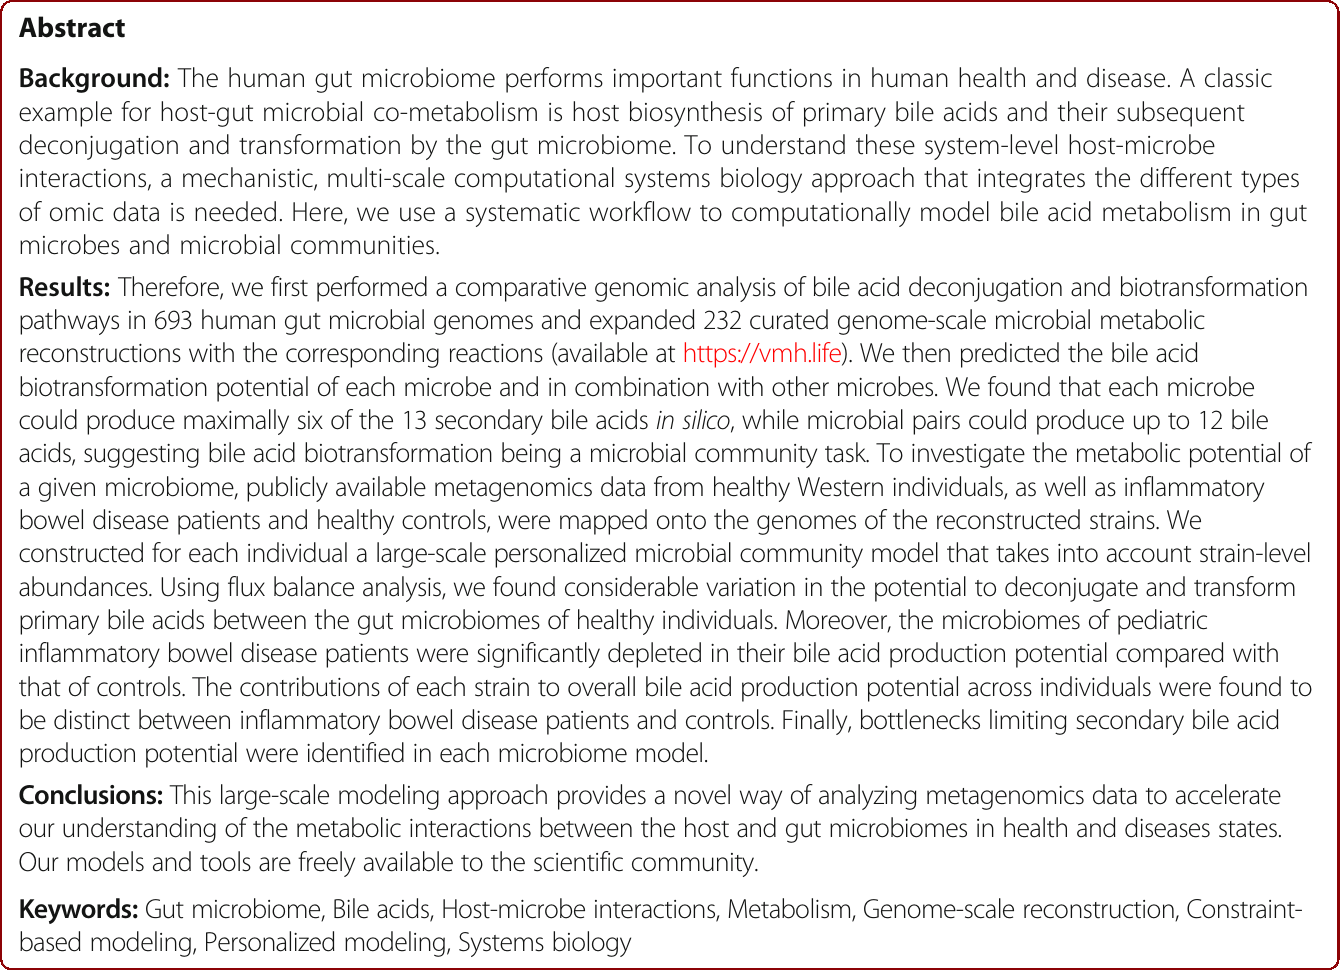 Abstract
Background: The human gut microbiome performs important functions in human health and disease. A classic
example for host-gut microbial co-metabolism is host biosynthesis of primary bile acids and their subsequent
deconjugation and transformation by the gut microbiome. To understand these system-level host-microbe
interactions, a mechanistic, multi-scale computational systems biology approach that integrates the different types
of omic data is needed. Here, we use a systematic workflow to computationally model bile acid metabolism in gut
microbes and microbial communities.
Results: Therefore, we first performed a comparative genomic analysis of bile acid deconjugation and biotransformation
pathways in 693 human gut microbial genomes and expanded 232 curated genome-scale microbial metabolic
reconstructions with the corresponding reactions (available at https://vmh.life). We then predicted the bile acid
biotransformation potential of each microbe and in combination with other microbes. We found that each microbe
could produce maximally six of the 13 secondary bile acids in silico, while microbial pairs could produce up to 12 bile
acids, suggesting bile acid biotransformation being a microbial community task. To investigate the metabolic potential of
a given microbiome, publicly available metagenomics data from healthy Western individuals, as well as inflammatory
bowel disease patients and healthy controls, were mapped onto the genomes of the reconstructed strains. We
constructed for each individual a large-scale personalized microbial community model that takes into account strain-level
abundances. Using flux balance analysis, we found considerable variation in the potential to deconjugate and transform
primary bile acids between the gut microbiomes of healthy individuals. Moreover, the microbiomes of pediatric
inflammatory bowel disease patients were significantly depleted in their bile acid production potential compared with
that of controls. The contributions of each strain to overall bile acid production potential across individuals were found to
be distinct between inflammatory bowel disease patients and controls. Finally, bottlenecks limiting secondary bile acid
production potential were identified in each microbiome model.
Conclusions: This large-scale modeling approach provides a novel way of analyzing metagenomics data to accelerate
our understanding of the metabolic interactions between the host and gut microbiomes in health and diseases states.
Our models and tools are freely available to the scientific community.
Keywords: Gut microbiome, Bile acids, Host-microbe interactions, Metabolism, Genome-scale reconstruction, Constraint-
based modeling, Personalized modeling, Systems biology